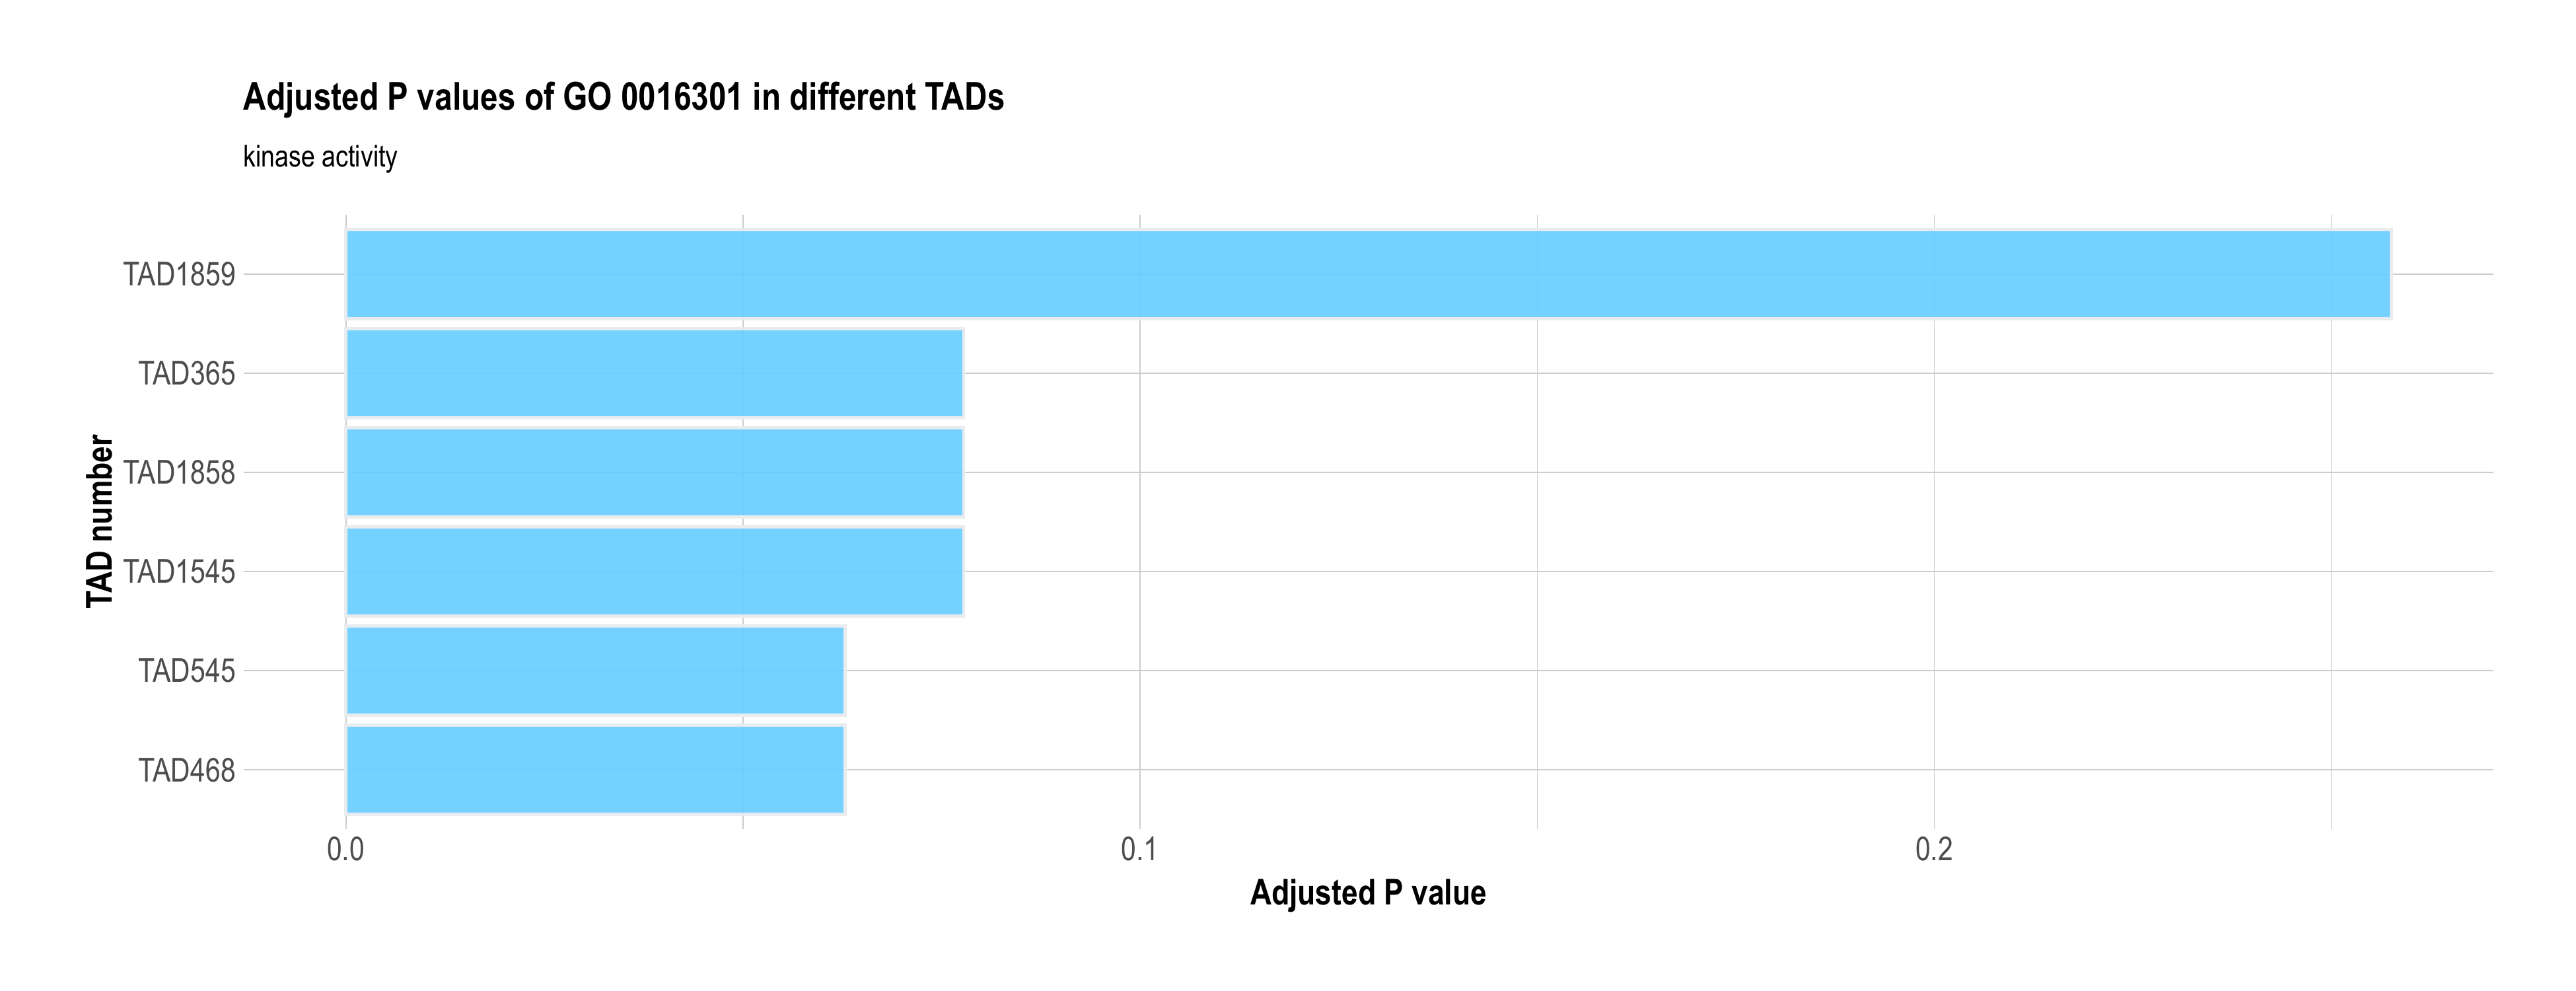 Adjusted P values of GO 0016301 in different TADs
kinase activity
TAD number
TAD1859
TAD365
TAD1858
TAD1545
TAD545
TAD468
0.0
0.1
0.2
Adjusted P value